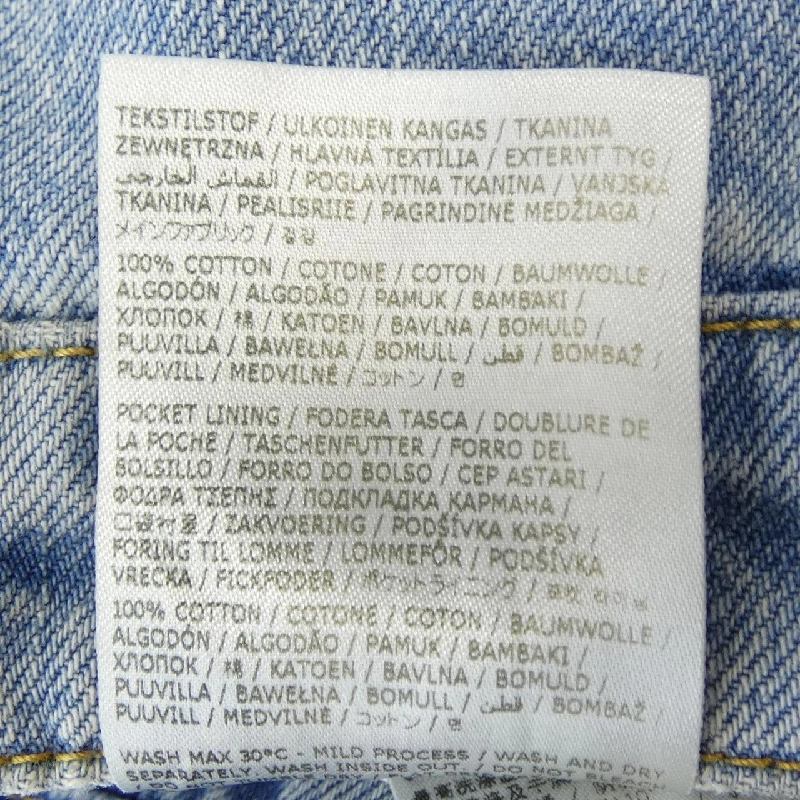 TEKSTILSTOF / ULKOINEN KANGAS / TKANINA
ZEWNĘTRZNA / HLAVNÁ TEXTÍLIA / EXTERNT TYG /
القماش الخارجي / POGLAVITNA TKANINA / VANJSKA
TKANINA / PEALISRIIE / PAGRINDINĖ MEDŽIAGA /
メインファブリック / 겉감
100% COTTON / COTONE / COTON / BAUMWOLLE /
ALGODÓN / ALGODÃO / PAMUK / BAMBAKI /
ХЛОПОК / 棉 / KATOEN / BAVLNA / BOMULD /
PUUVILLA / BAWEŁNA / BOMULL / قطن / BOMBAŽ /
PUUVILL / MEDVILNĖ / コットン / 면
POCKET LINING / FODERA TASCA / DOUBLURE DE
LA POCHE / TASCHENFUTTER / FORRO DEL
BOLSILLO / FORRO DO BOLSO / CEP ASTARI /
ΦΟΔΡΑ ΤΣΕΠΗΣ / ПОДКЛАДКА КАРМАНА /
口袋衬里 / ZAKVOERING / PODŠÍVKA KAPSY /
FORING TIL LOMME / LOMMEFÔR / PODŠÍVKA
VRECKA / FICKFODER / ポケットライニング /
100% COTTON / COTONE / COTON / BAUMWOLLE /
ALGODÓN / ALGODÃO / PAMUK / BAMBAKI /
ХЛОПОК / 棉 / KATOEN / BAVLNA / BOMULD /
PUUVILLA / BAWEŁNA / BOMULL / قطن / BOMBAŽ /
PUUVILL / MEDVILNĖ / コットン / 면
WASH MAX 30°C - MILD PROCESS / WASH AND DRY
SEPARATELY, WASH INSIDE OUT. / DO NOT BLEACH